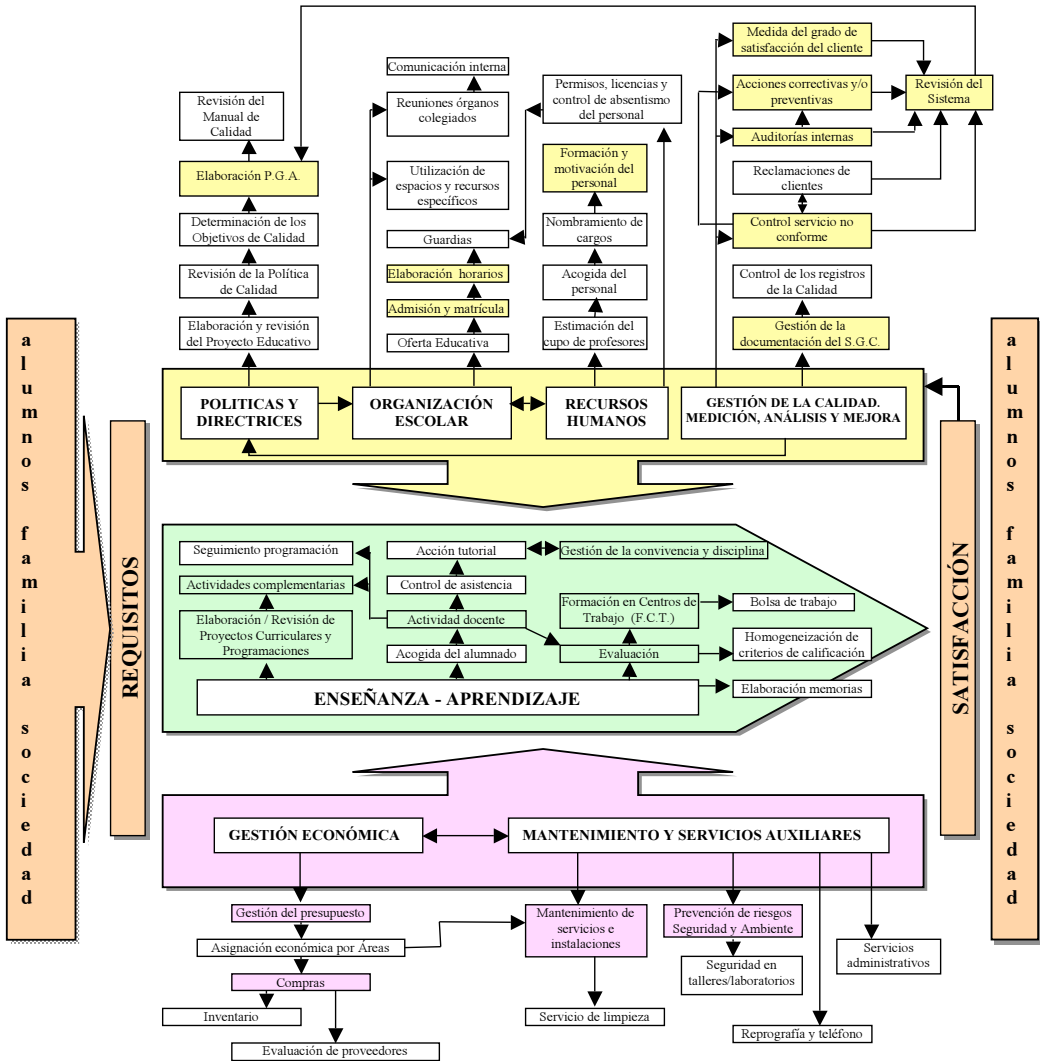 Medida del grado de
satisfacción del cliente
Comunicación interna
Permisos, licencias y
control de absentismo
del personal
Acciones correctivas y/o
preventivas
Revisión del
Sistema
Revisión del
Manual de
Calidad
Reuniones órganos
colegiados
Auditorías internas
Formación y
motivación del
personal
Elaboración P.G.A.
Utilización de
espacios y recursos
específicos
Reclamaciones de
clientes
Determinación de los
Objetivos de Calidad
Guardias
Nombramiento de
cargos
Control servicio no
conforme
Revisión de la Política
de Calidad
Elaboración horarios
Acogida del
personal
Control de los registros
de la Calidad
Admisión y matrícula
Elaboración y revisión
del Proyecto Educativo
Oferta Educativa
Estimación del
cupo de profesores
Gestión de la
documentación del S.G.C.
POLITICAS Y
DIRECTRICES
ORGANIZACIÓN
ESCOLAR
RECURSOS
HUMANOS
GESTIÓN DE LA CALIDAD.
MEDICIÓN, ANÁLISIS Y MEJORA
alumnos familia sociedad
REQUISITOS
Seguimiento programación
Acción tutorial
Gestión de la convivencia y disciplina
Actividades complementarias
Control de asistencia
Formación en Centros de
Trabajo (F.C.T.)
Bolsa de trabajo
Elaboración / Revisión de
Proyectos Curriculares y
Programaciones
Actividad docente
Homogeneización de
criterios de calificación
Acogida del alumnado
Evaluación
ENSEÑANZA - APRENDIZAJE
Elaboración memorias
SATISFACCIÓN
alumnos familia sociedad
GESTIÓN ECONÓMICA
MANTENIMIENTO Y SERVICIOS AUXILIARES
Gestión del presupuesto
Mantenimiento de
servicios e
instalaciones
Prevención de riesgos
Seguridad y Ambiente
Asignación económica por Áreas
Servicios
administrativos
Compras
Seguridad en
talleres/laboratorios
Inventario
Servicio de limpieza
Reprografía y teléfono
Evaluación de proveedores